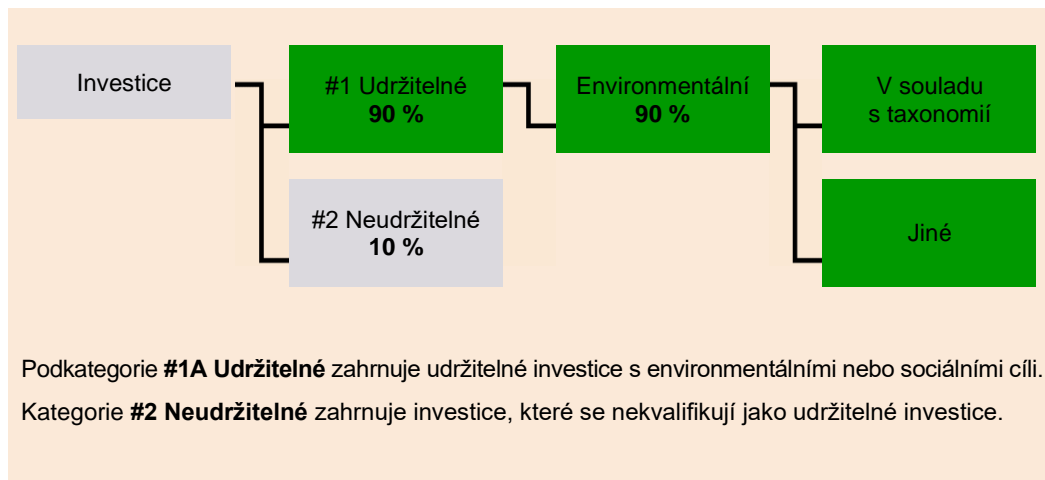 Investice
#1 Udržitelné
90 %
Environmentální
90 %
V souladu
s taxonomií
#2 Neudržitelné
10 %
Jiné
Podkategorie #1A Udržitelné zahrnuje udržitelné investice s environmentálními nebo sociálními cíli.
Kategorie #2 Neudržitelné zahrnuje investice, které se nekvalifikují jako udržitelné investice.